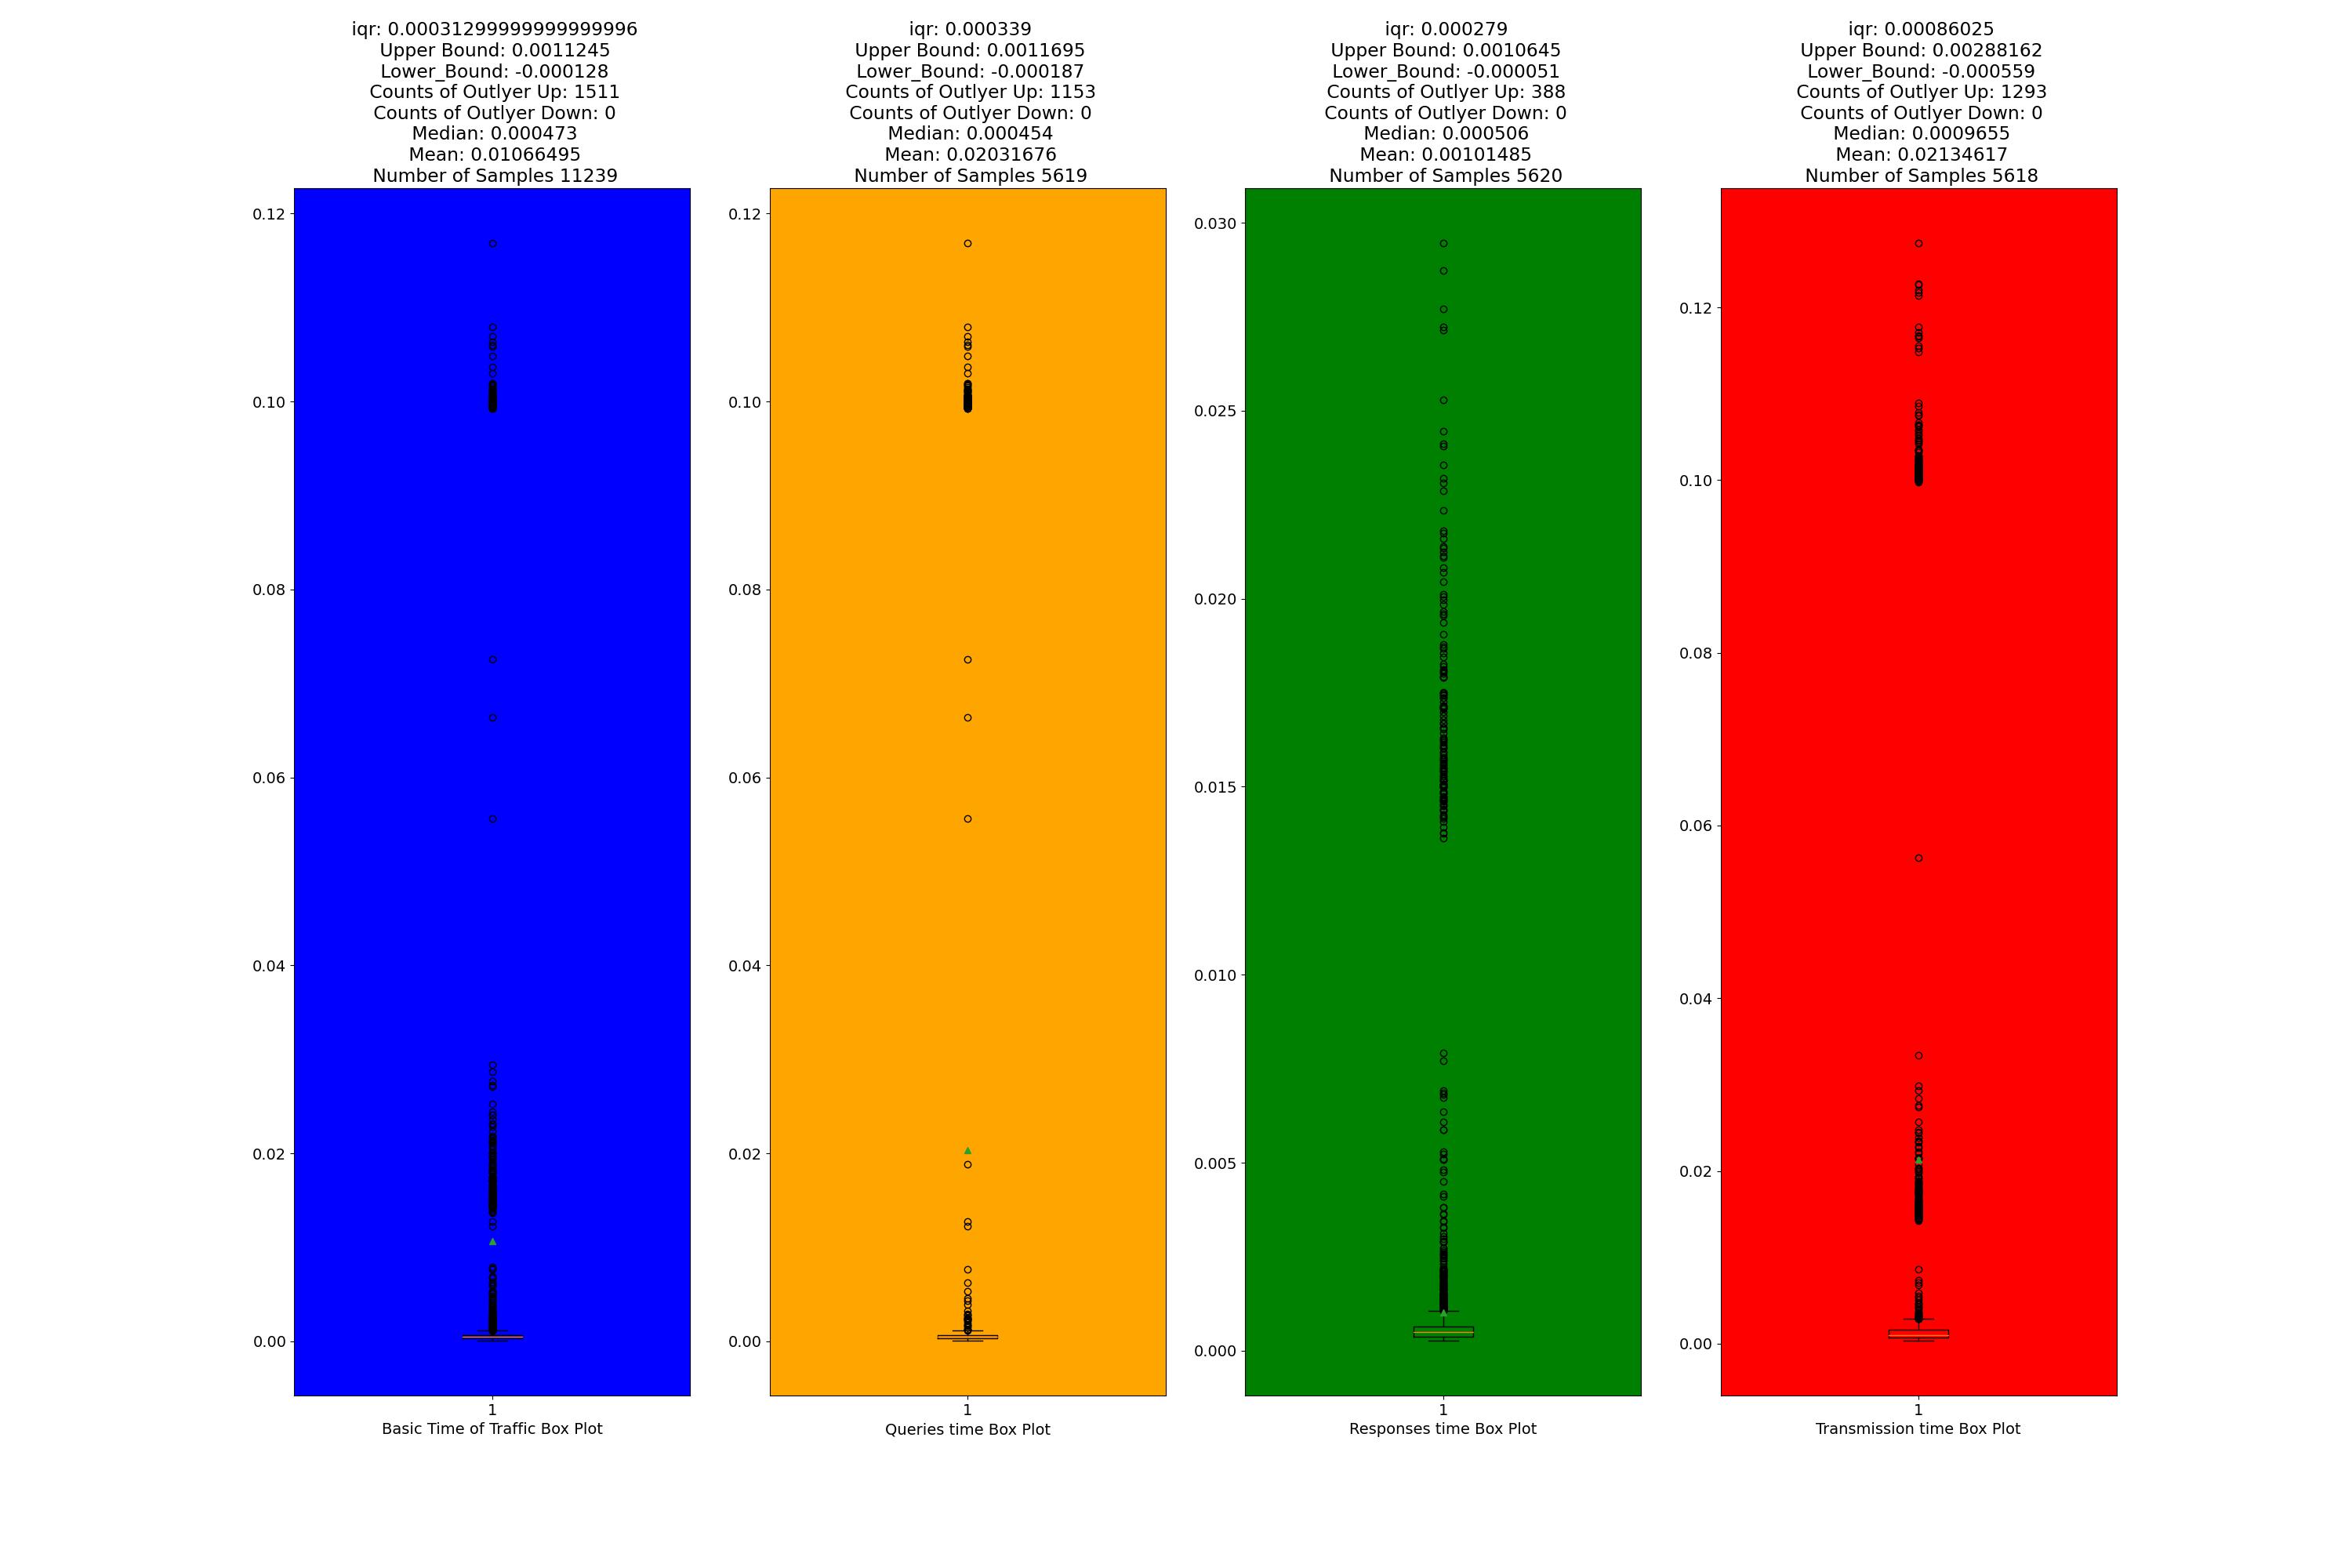 iqr: 0.00031299999999999996
Upper Bound: 0.0011245
Lower_Bound: -0.000128
Counts of Outlyer Up: 1511
Counts of Outlyer Down: 0
Median: 0.000473
Mean: 0.01066495
Number of Samples 11239
0.12
0.10
0.08
0.06
0.04
0.02
0.00
1
Basic Time of Traffic Box Plot
iqr: 0.000339
Upper Bound: 0.0011695
Lower_Bound: -0.000187
Counts of Outlyer Up: 1153
Counts of Outlyer Down: 0
Median: 0.000454
Mean: 0.02031676
Number of Samples 5619
0.12
0.10
0.08
0.06
0.04
0.02
0.00
1
Queries time Box Plot
iqr: 0.000279
Upper Bound: 0.0010645
Lower_Bound: -0.000051
Counts of Outlyer Up: 388
Counts of Outlyer Down: 0
Median: 0.000506
Mean: 0.00101485
Number of Samples 5620
0.030
0.025
0.020
0.015
0.010
0.005
0.000
1
Responses time Box Plot
iqr: 0.00086025
Upper Bound: 0.00288162
Lower_Bound: -0.000559
Counts of Outlyer Up: 1293
Counts of Outlyer Down: 0
Median: 0.0009655
Mean: 0.02134617
Number of Samples 5618
0.12
0.10
0.08
0.06
0.04
0.02
0.00
1
Transmission time Box Plot